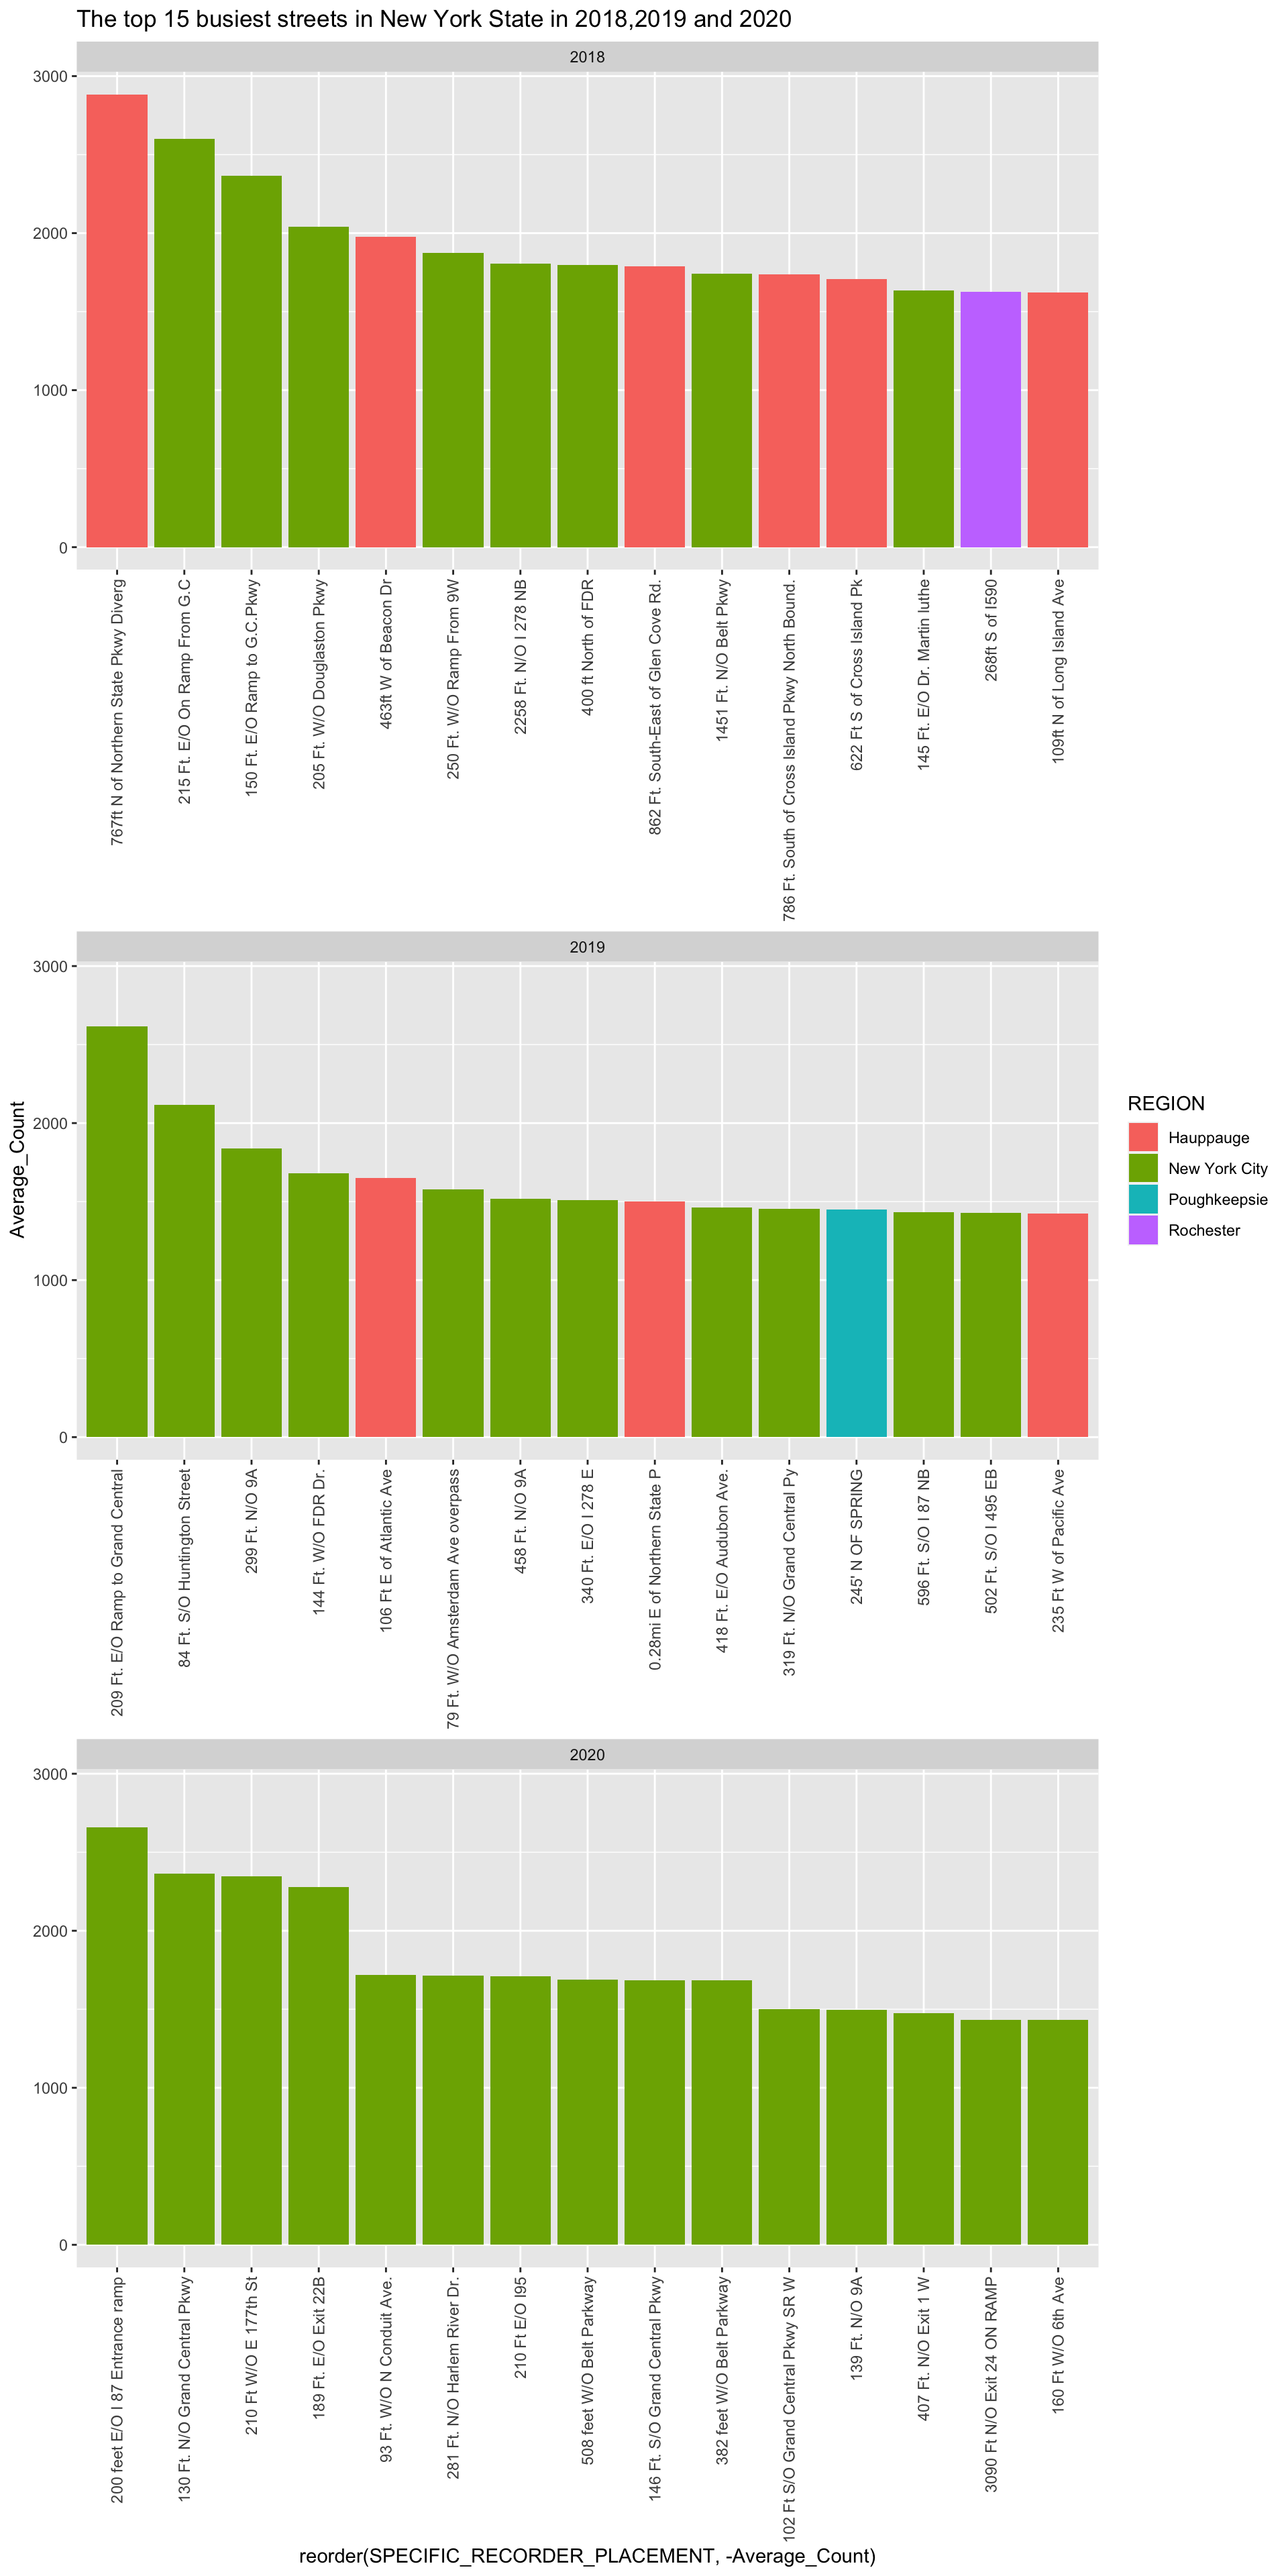 The top 15 busiest streets in New York State in 2018,2019 and 2020
2018
3000
2000
1000
0
767ft N of Northern State Pkwy Diverg
215 Ft. E/O On Ramp From G.C
150 Ft. E/O Ramp to G.C.Pkwy
205 Ft. W/O Douglaston Pkwy
463ft W of Beacon Dr
250 Ft. W/O Ramp From 9W
2258 Ft. N/O I 278 NB
400 ft North of FDR
862 Ft. South-East of Glen Cove Rd.
1451 Ft. N/O Belt Pkwy
786 Ft. South of Cross Island Pkwy North Bound.
622 Ft S of Cross Island Pk
145 Ft. E/O Dr. Martin luthe
268ft S of I590
109ft N of Long Island Ave
2019
3000
2000
1000
0
209 Ft. E/O Ramp to Grand Central
84 Ft. S/O Huntington Street
299 Ft. N/O 9A
144 Ft. W/O FDR Dr.
106 Ft E of Atlantic Ave
79 Ft. W/O Amsterdam Ave overpass
458 Ft. N/O 9A
340 Ft. E/O I 278 E
0.28mi E of Northern State P
418 Ft. E/O Audubon Ave.
319 Ft. N/O Grand Central Py
245' N OF SPRING
596 Ft. S/O I 87 NB
502 Ft. S/O I 495 EB
235 Ft W of Pacific Ave
2020
3000
2000
1000
0
200 feet E/O I 87 Entrance ramp
130 Ft. N/O Grand Central Pkwy
210 Ft W/O E 177th St
189 Ft. E/O Exit 22B
93 Ft. W/O N Conduit Ave.
281 Ft. N/O Harlem River Dr.
210 Ft E/O I95
508 feet W/O Belt Parkway
146 Ft. S/O Grand Central Pkwy
382 feet W/O Belt Parkway
102 Ft S/O Grand Central Pkwy SR W
139 Ft. N/O 9A
407 Ft. N/O Exit 1 W
3090 Ft N/O Exit 24 ON RAMP
160 Ft W/O 6th Ave
reorder(SPECIFIC_RECORDER_PLACEMENT, -Average_Count)
Average_Count
REGION
Hauppauge
New York City
Poughkeepsie
Rochester